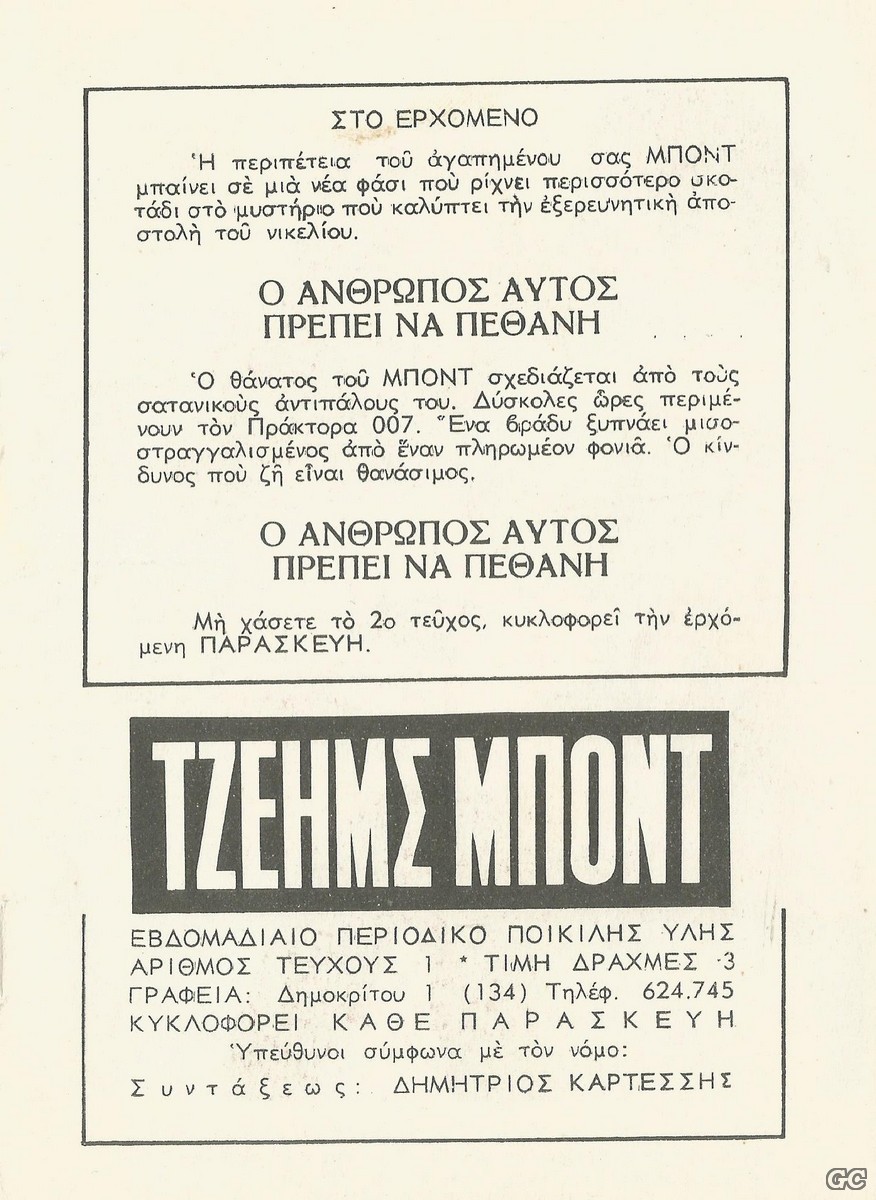 ΣΤΟ ΕΡΧΟΜΕΝΟ
Ἡ περιπέτεια τοῦ ἀγαπημένου σας ΜΠΟΝΤ
μπαίνει σὲ μιὰ νέα φάσι ποὺ ρίχνει περισσότερο σκο-
τάδι στὸ μυστήριο ποὺ καλύπτει τὴν ἐξερευνητικὴ ἀπο-
στολὴ τοῦ νικελίου.
Ο ΑΝΘΡΩΠΟΣ ΑΥΤΟΣ
ΠΡΕΠΕΙ ΝΑ ΠΕΘΑΝΗ
Ὁ θάνατος τοῦ ΜΠΟΝΤ σχεδιάζεται ἀπὸ τοὺς
σατανικοὺς ἀντιπάλους του. Δύσκολες ὧρες περιμέ-
νουν τὸν Πράκτορα 007. Ἕνα βράδυ ξυπνάει μισο-
στραγγαλισμένος ἀπὸ ἕναν πληρωμέον φονιᾶ. Ὁ κίν-
δυνος ποὺ ζῆ εἶναι θανάσιμος.
Ο ΑΝΘΡΩΠΟΣ ΑΥΤΟΣ
ΠΡΕΠΕΙ ΝΑ ΠΕΘΑΝΗ
Μὴ χάσετε τὸ 2ο τεῦχος, κυκλοφορεῖ τὴν ἐρχό-
μενη ΠΑΡΑΣΚΕΥΗ.
ΤΖΕΗΜΣ ΜΠΟΝΤ
ΕΒΔΟΜΑΔΙΑΙΟ ΠΕΡΙΟΔΙΚΟ ΠΟΙΚΙΛΗΣ ΥΛΗΣ
ΑΡΙΘΜΟΣ ΤΕΥΧΟΥΣ 1 * ΤΙΜΗ ΔΡΑΧΜΕΣ 3
ΓΡΑΦΕΙΑ: Δημοκρίτου 1 (134) Τηλέφ. 624.745
ΚΥΚΛΟΦΟΡΕΙ ΚΑΘΕ ΠΑΡΑΣΚΕΥΗ
Ὑπεύθυνοι σύμφωνα μὲ τὸν νόμο:
Συντάξεως: ΔΗΜΗΤΡΙΟΣ ΚΑΡΤΕΣΣΗΣ
GC